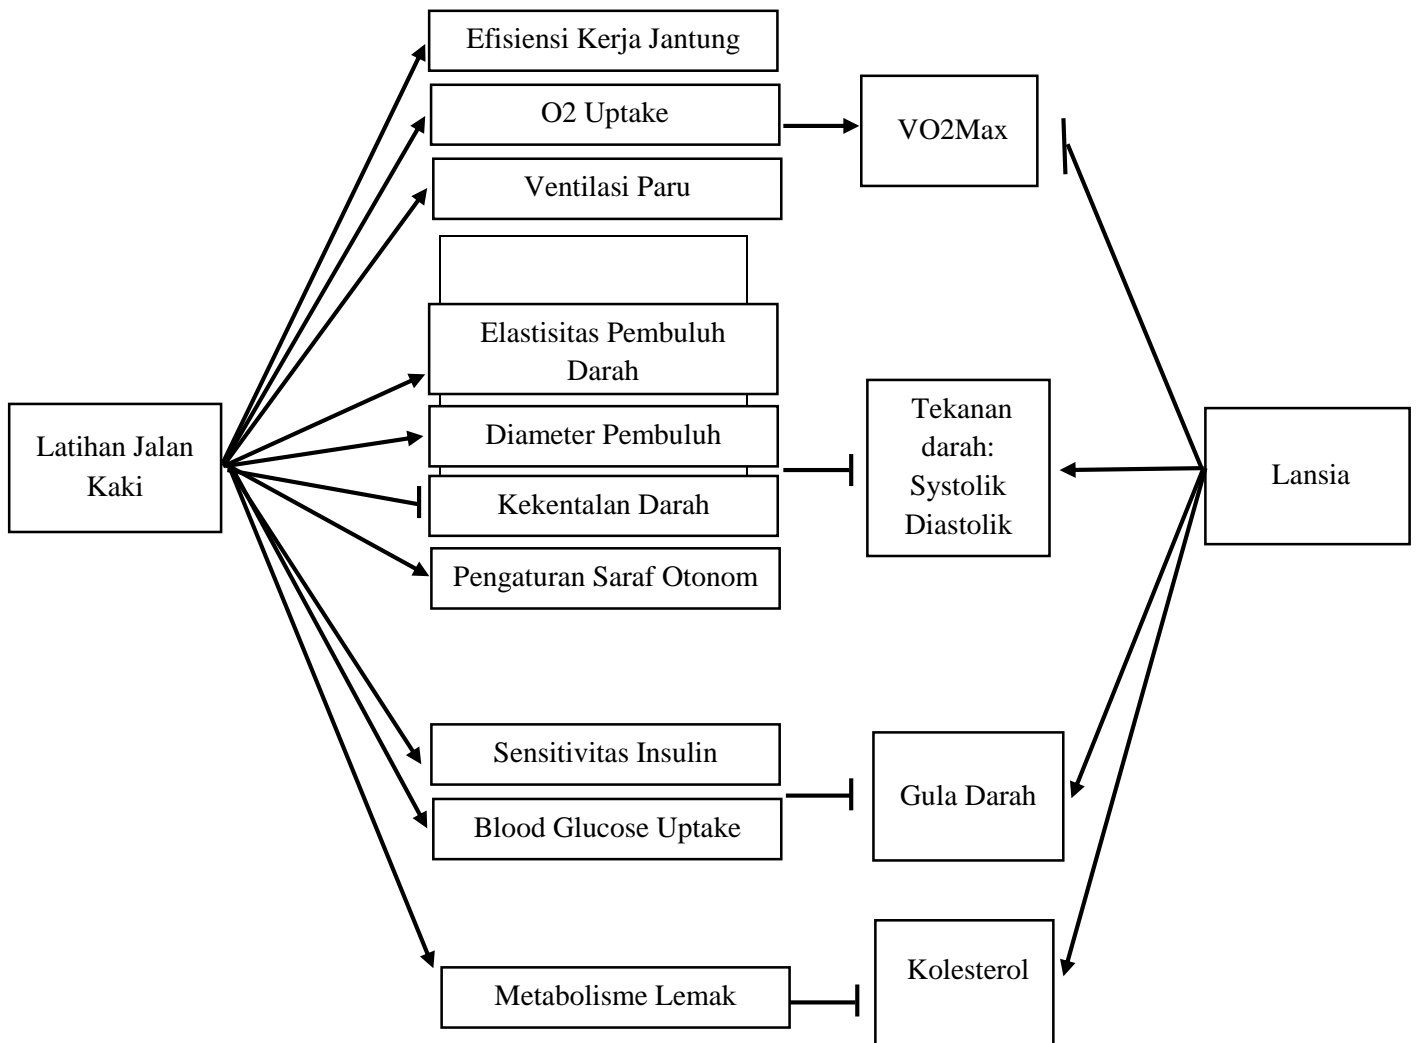 Efisiensi Kerja Jantung
O2 Uptake
VO2Max
Ventilasi Paru
Elastisitas Pembuluh
Darah
Latihan Jalan
Kaki
Diameter Pembuluh
Kekentalan Darah
Pengaturan Saraf Otonom
Tekanan
darah:
Systolik
Diastolik
Lansia
Sensitivitas Insulin
Blood Glucose Uptake
Gula Darah
Metabolisme Lemak
Kolesterol